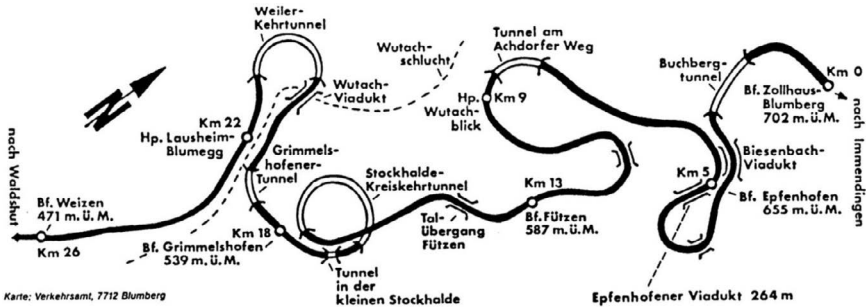 Weiler-
Kehrtunnel
Wutach-
schlucht
Tunnel am
Achdorfer Weg
Buchberg-
tunnel
Km 0
Bf. Zollhaus-
Blumberg
702 m.ü.M.
nach Immendingen
Wutach-
Viadukt
Km 22
Hp. Lausheim-
Blumegg
Hp.
Wutach-
blick
Km 9
Grimmels-
hofener-
Tunnel
Stockhalde-
Kreiskehrtunnel
Biesenbach-
Viadukt
Km 5
Bf. Epfenhofen
655 m.ü.M.
nach Waldshut
Bf. Weizen
471 m.ü.M.
Km 26
Km 18
Bf. Grimmelshofen
539 m.ü.M.
Tal-
Übergang
Fützen
Km 13
Bf. Fützen
587 m.ü.M.
Tunnel
in der
kleinen Stockhalde
Epfenhofener Viadukt 264 m
Karte: Verkehrsamt, 7712 Blumberg
N